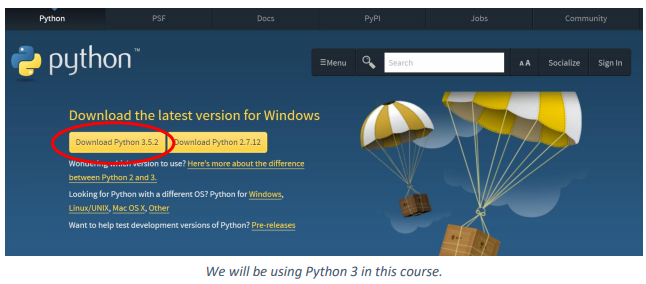 Python PSF Docs PyPI Jobs Community
python™
≡Menu Search AA Socialize Sign In
Download the latest version for Windows
Download Python 3.5.2 Download Python 2.7.12
Wondering which version to use? Here's more about the difference
between Python 2 and 3.
Looking for Python with a different OS? Python for Windows,
Linux/UNIX, Mac OS X, Other
Want to help test development versions of Python? Pre-releases
We will be using Python 3 in this course.